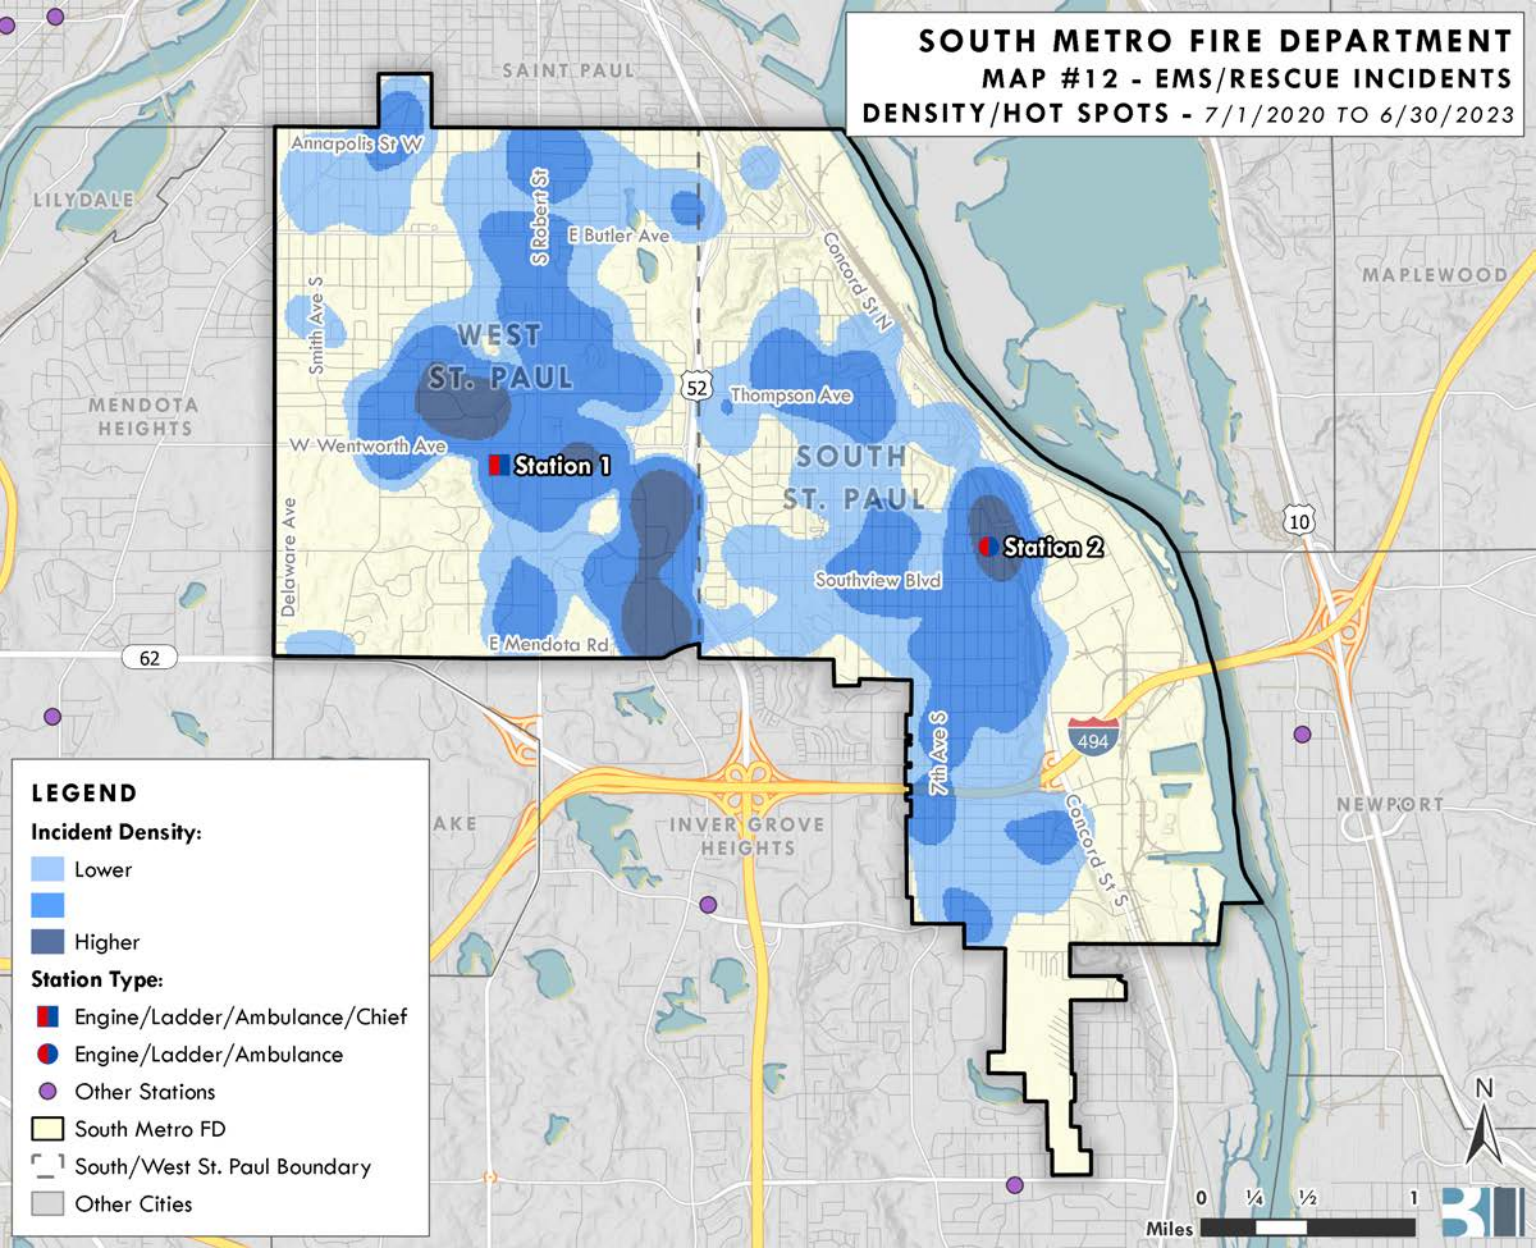 SOUTH METRO FIRE DEPARTMENT
MAP #12 - EMS/RESCUE INCIDENTS
DENSITY/HOT SPOTS - 7/1/2020 TO 6/30/2023
SAINT PAUL
Annapolis St W
LILYDALE
S Robert St
E Butler Ave
Concord St N
MAPLEWOOD
Smith Ave S
WEST
ST. PAUL
52
Thompson Ave
MENDOTA
HEIGHTS
W Wentworth Ave
Station 1
SOUTH
ST. PAUL
10
Delaware Ave
Station 2
Southview Blvd
E Mendota Rd
62
7th Ave S
494
INVER GROVE
HEIGHTS
AKE
Concord St S
NEWPORT
LEGEND
Incident Density:
Lower
Higher
Station Type:
Engine/Ladder/Ambulance/Chief
Engine/Ladder/Ambulance
Other Stations
South Metro FD
South/West St. Paul Boundary
Other Cities
N
0 ¼ ½ 1
Miles